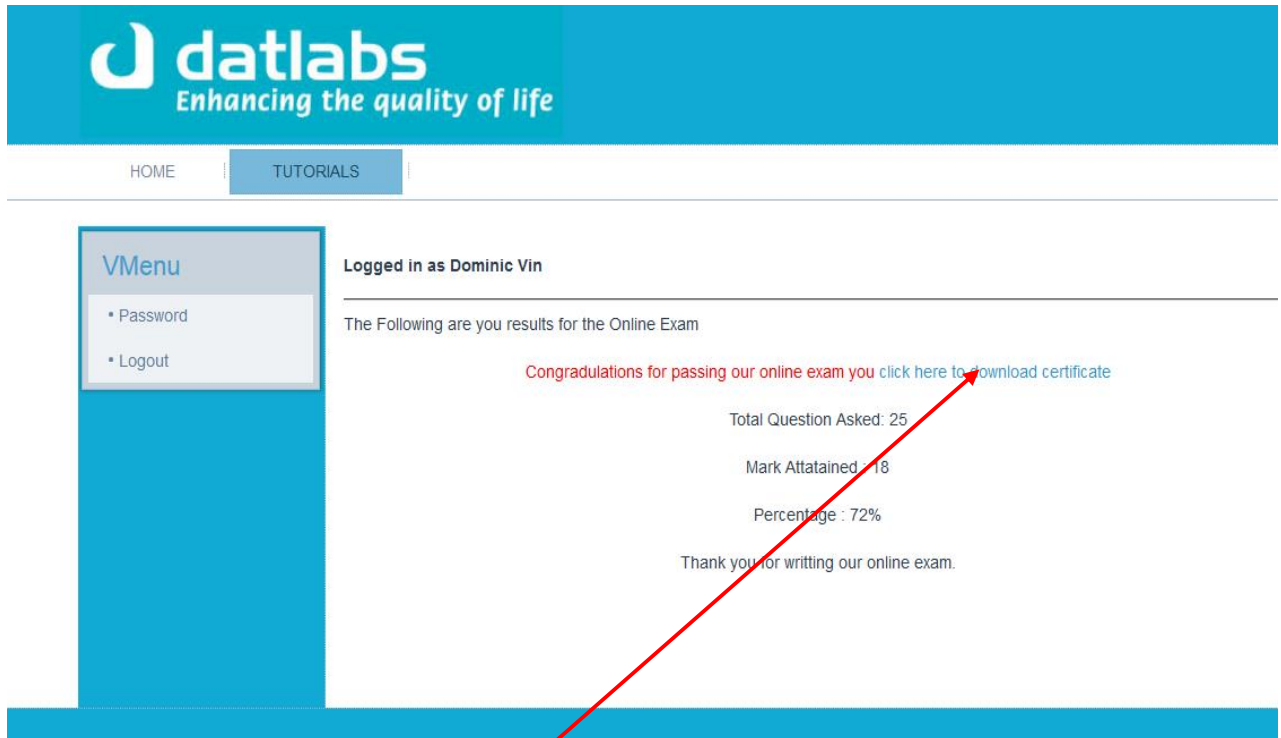 datlabs
Enhancing the quality of life
HOME TUTORIALS
VMenu
• Password
• Logout
Logged in as Dominic Vin
The Following are you results for the Online Exam
Congradulations for passing our online exam you click here to download certificate
Total Question Asked: 25
Mark Attatained : 18
Percentage : 72%
Thank you for writting our online exam.